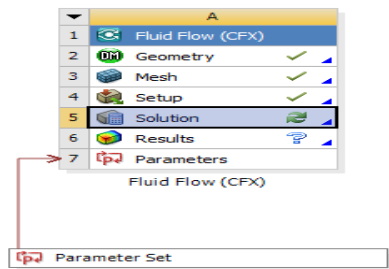 A
1 Fluid Flow (CFX)
2 DM Geometry
3 Mesh
4 Setup
5 Solution
6 Results
7 Parameters
Fluid Flow (CFX)
Parameter Set